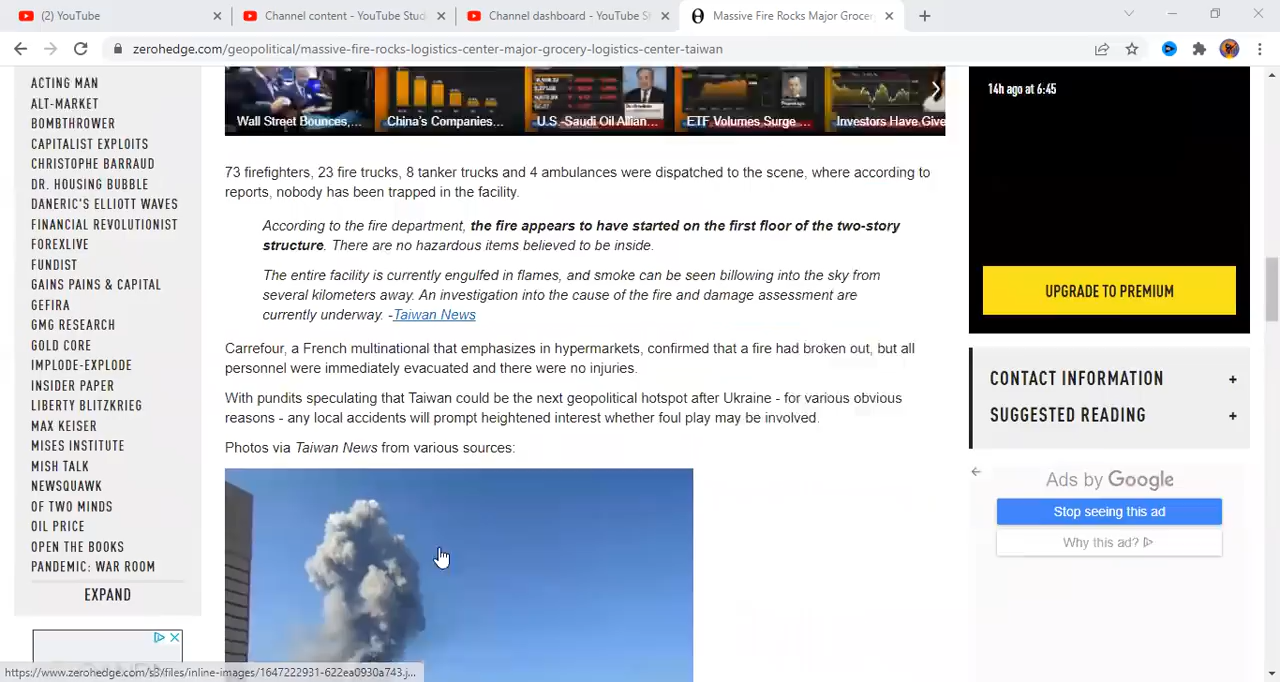 (2) YouTube
Channel content - YouTube Stud
Channel dashboard - YouTube St
Massive Fire Rocks Major Grocer
zerohedge.com/geopolitical/massive-fire-rocks-logistics-center-major-grocery-logistics-center-taiwan
ACTING MAN
ALT-MARKET
BOMBTHROWER
CAPITALIST EXPLOITS
CHRISTOPHE BARRAUD
DR. HOUSING BUBBLE
DANERIC'S ELLIOTT WAVES
FINANCIAL REVOLUTIONIST
FOREXLIVE
FUNDIST
GAINS PAINS & CAPITAL
GEFIRA
GMG RESEARCH
GOLD CORE
IMPLODE-EXPLODE
INSIDER PAPER
LIBERTY BLITZKRIEG
MAX KEISER
MISES INSTITUTE
MISH TALK
NEWSQUAWK
OF TWO MINDS
OIL PRICE
OPEN THE BOOKS
PANDEMIC: WAR ROOM
EXPAND
Wall Street Bounces,...
China's Companies...
U.S.-Saudi Oil Allian...
ETF Volumes Surge...
Investors Have Give
73 firefighters, 23 fire trucks, 8 tanker trucks and 4 ambulances were dispatched to the scene, where according to
reports, nobody has been trapped in the facility.
According to the fire department, the fire appears to have started on the first floor of the two-story
structure. There are no hazardous items believed to be inside.
The entire facility is currently engulfed in flames, and smoke can be seen billowing into the sky from
several kilometers away. An investigation into the cause of the fire and damage assessment are
currently underway. -Taiwan News
Carrefour, a French multinational that emphasizes in hypermarkets, confirmed that a fire had broken out, but all
personnel were immediately evacuated and there were no injuries.
With pundits speculating that Taiwan could be the next geopolitical hotspot after Ukraine - for various obvious
reasons - any local accidents will prompt heightened interest whether foul play may be involved.
Photos via Taiwan News from various sources:
14h ago at 6:45
UPGRADE TO PREMIUM
CONTACT INFORMATION +
SUGGESTED READING +
Ads by Google
Stop seeing this ad
Why this ad?
https://www.zerohedge.com/s3/files/inline-images/1647222931-622ea0930a743.j...